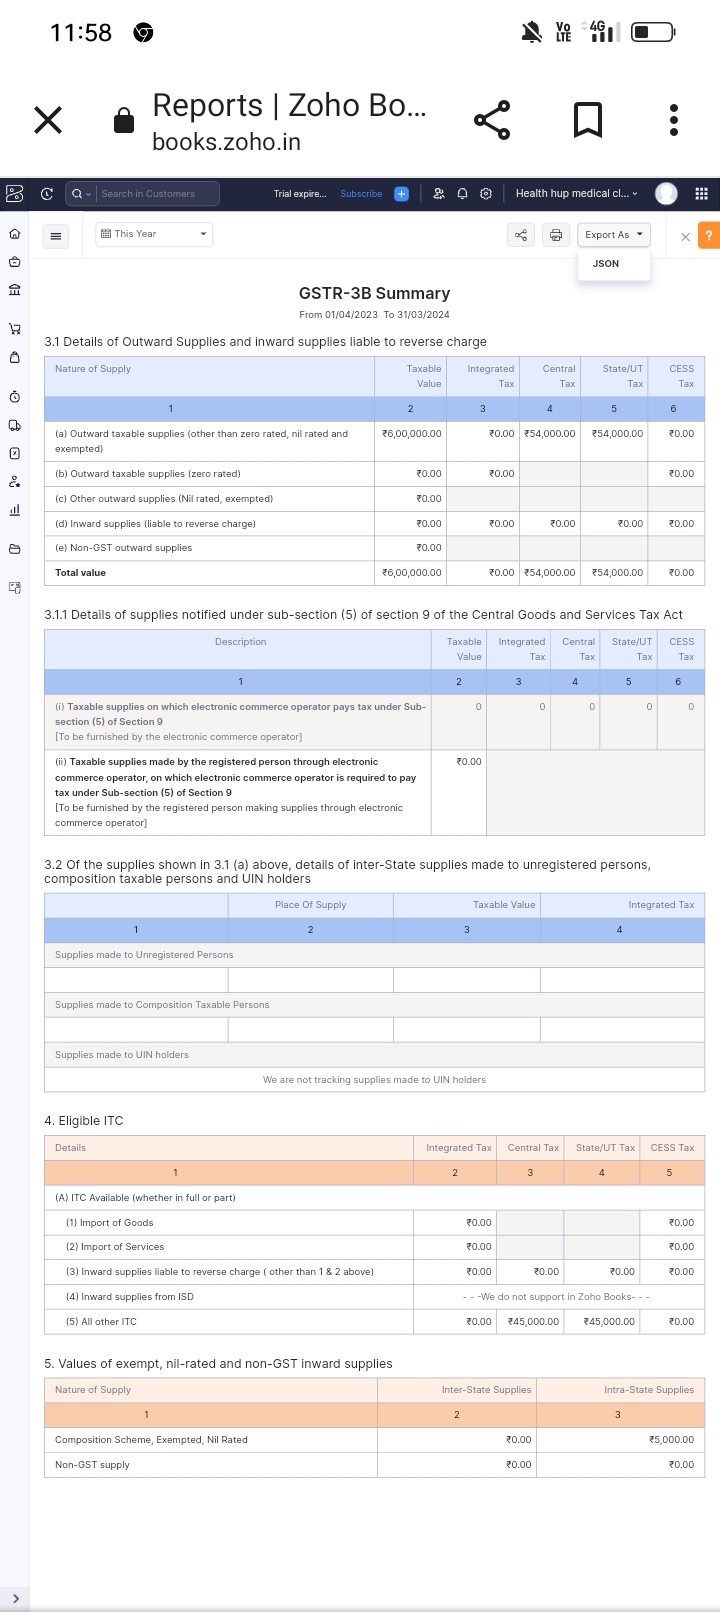 11:58
Vo
LTE
4G
Reports | Zoho Bo...
books.zoho.in
Search in Customers
Trial expire...
Subscribe
Health hup medical cl...
This Year
Export As
?
JSON
GSTR-3B Summary
From 01/04/2023 To 31/03/2024
3.1 Details of Outward Supplies and inward supplies liable to reverse charge
Nature of Supply Taxable Value Integrated Tax Central Tax State/UT Tax CESS Tax
1 2 3 4 5 6
(a) Outward taxable supplies (other than zero rated, nil rated and exempted) ₹6,00,000.00 ₹0.00 ₹54,000.00 ₹54,000.00 ₹0.00
(b) Outward taxable supplies (zero rated) ₹0.00 ₹0.00 ₹0.00
(c) Other outward supplies (Nil rated, exempted) ₹0.00
(d) Inward supplies (liable to reverse charge) ₹0.00 ₹0.00 ₹0.00 ₹0.00 ₹0.00
(e) Non-GST outward supplies ₹0.00
Total value ₹6,00,000.00 ₹0.00 ₹54,000.00 ₹54,000.00 ₹0.00
3.1.1 Details of supplies notified under sub-section (5) of section 9 of the Central Goods and Services Tax Act
Description Taxable Value Integrated Tax Central Tax State/UT Tax CESS Tax
1 2 3 4 5 6
(i) Taxable supplies on which electronic commerce operator pays tax under Sub- 0 0 0 0 0
section (5) of Section 9
[To be furnished by the electronic commerce operator]
(ii) Taxable supplies made by the registered person through electronic ₹0.00
commerce operator, on which electronic commerce operator is required to pay
tax under Sub-section (5) of Section 9
[To be furnished by the registered person making supplies through electronic
commerce operator]
3.2 Of the supplies shown in 3.1 (a) above, details of inter-State supplies made to unregistered persons,
composition taxable persons and UIN holders
Place Of Supply Taxable Value Integrated Tax
1 2 3 4
Supplies made to Unregistered Persons
Supplies made to Composition Taxable Persons
Supplies made to UIN holders
We are not tracking supplies made to UIN holders
4. Eligible ITC
Details Integrated Tax Central Tax State/UT Tax CESS Tax
1 2 3 4 5
(A) ITC Available (whether in full or part)
(1) Import of Goods ₹0.00 ₹0.00
(2) Import of Services ₹0.00 ₹0.00
(3) Inward supplies liable to reverse charge ( other than 1 & 2 above) ₹0.00 ₹0.00 ₹0.00 ₹0.00
(4) Inward supplies from ISD - - -We do not support in Zoho Books- - -
(5) All other ITC ₹0.00 ₹45,000.00 ₹45,000.00 ₹0.00
5. Values of exempt, nil-rated and non-GST inward supplies
Nature of Supply Inter-State Supplies Intra-State Supplies
1 2 3
Composition Scheme, Exempted, Nil Rated ₹0.00 ₹5,000.00
Non-GST supply ₹0.00 ₹0.00